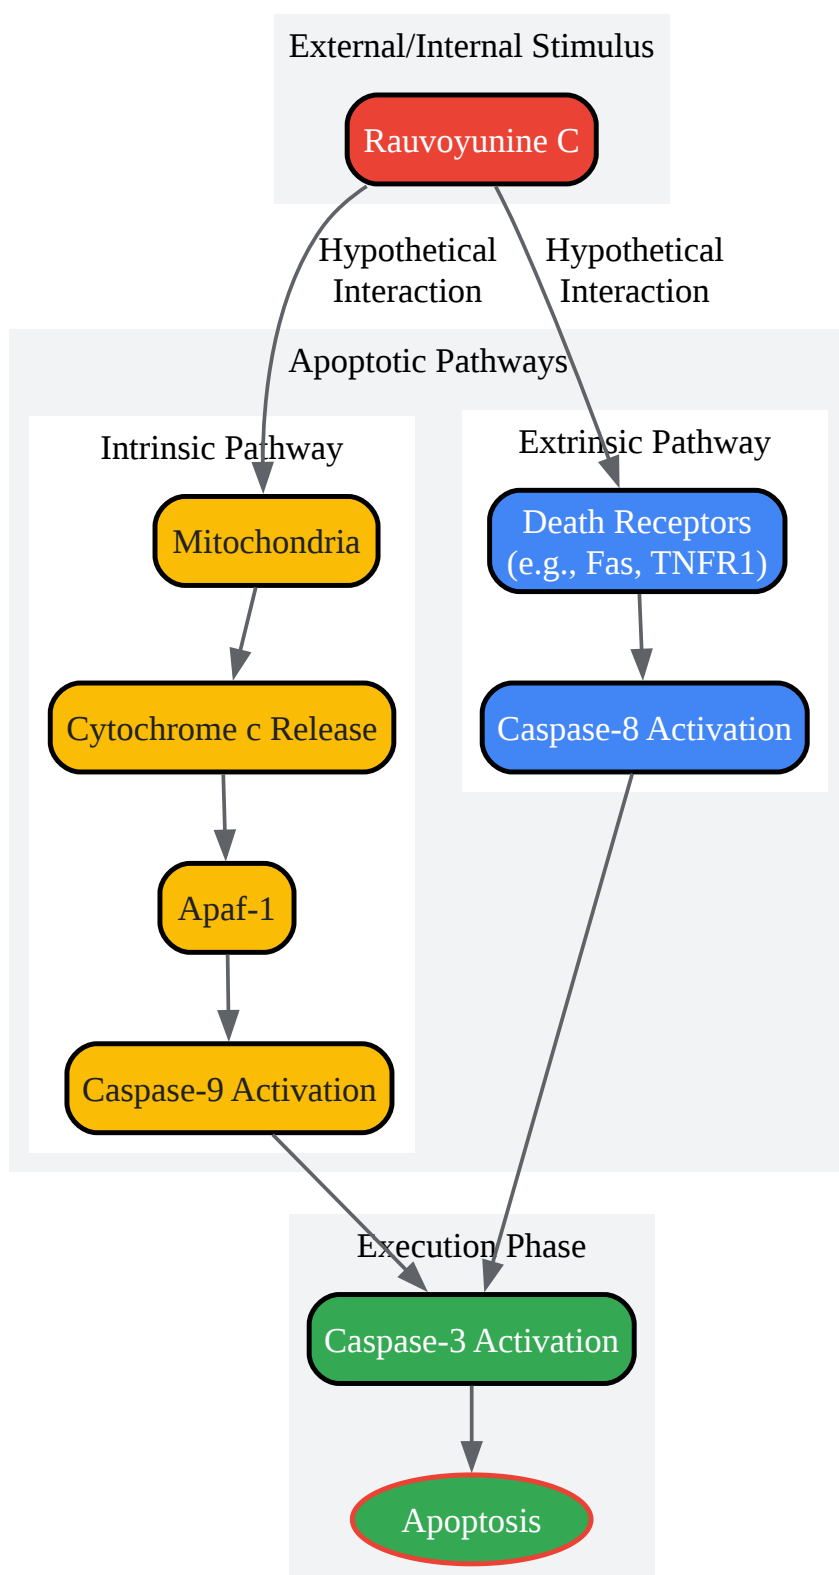 External/Internal Stimulus
Rauvoyunine C
Hypothetical
Interaction
Hypothetical
Interaction
Apoptotic Pathways
Intrinsic Pathway
Mitochondria
Cytochrome c Release
Apaf-1
Caspase-9 Activation
Extrinsic Pathway
Death Receptors
(e.g., Fas, TNFR1)
Caspase-8 Activation
Execution Phase
Caspase-3 Activation
Apoptosis